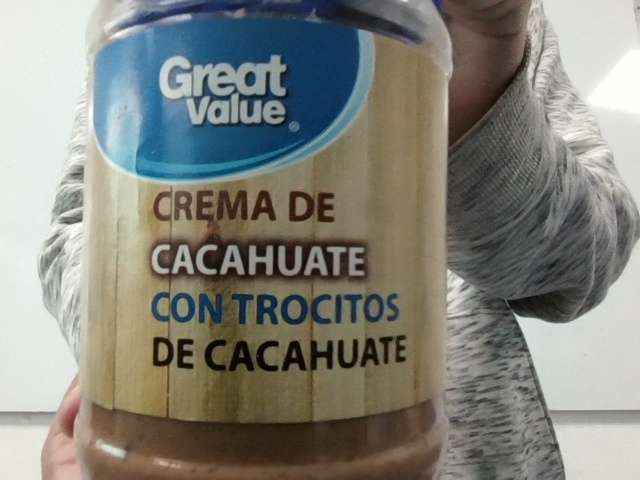 Great
Value®
CREMA DE
CACAHUATE
CON TROCITOS
DE CACAHUATE